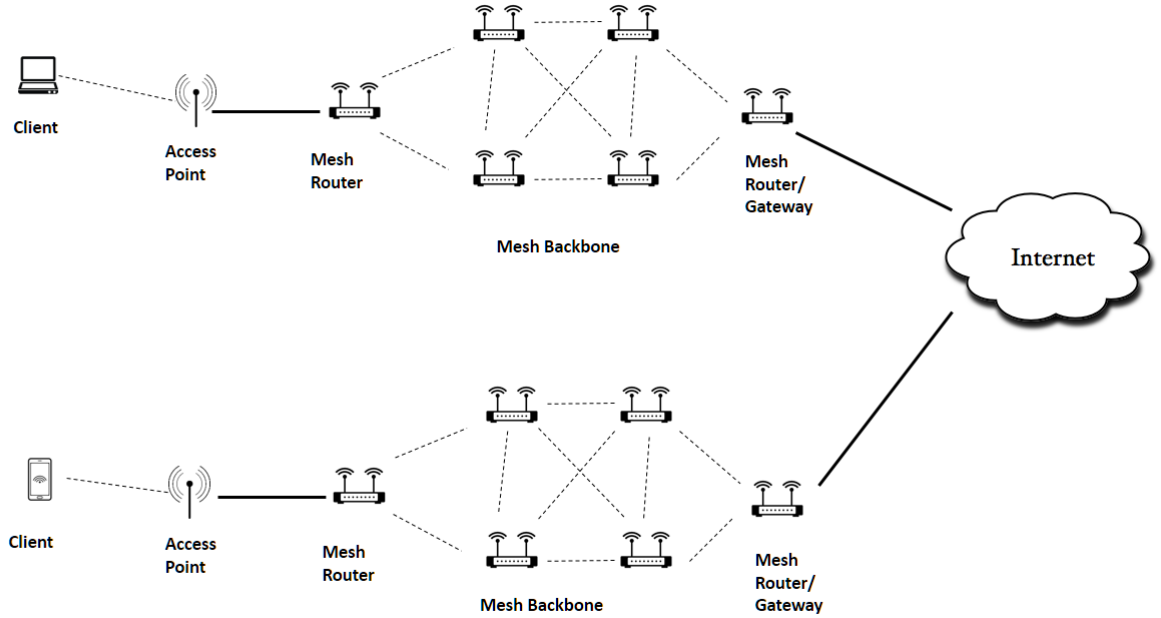 Client
Access
Point
Mesh
Router
Mesh Backbone
Mesh
Router/
Gateway
Internet
Client
Access
Point
Mesh
Router
Mesh Backbone
Mesh
Router/
Gateway